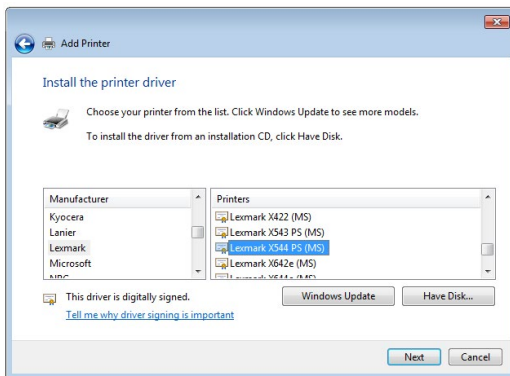 Add Printer
Install the printer driver
Choose your printer from the list. Click Windows Update to see more models.
To install the driver from an installation CD, click Have Disk.
Manufacturer
Kyocera
Lanier
Lexmark
Microsoft
Printers
Lexmark X422 (MS)
Lexmark X543 PS (MS)
Lexmark X544 PS (MS)
Lexmark X642e (MS)
This driver is digitally signed.
Tell me why driver signing is important
Windows Update
Have Disk...
Next
Cancel